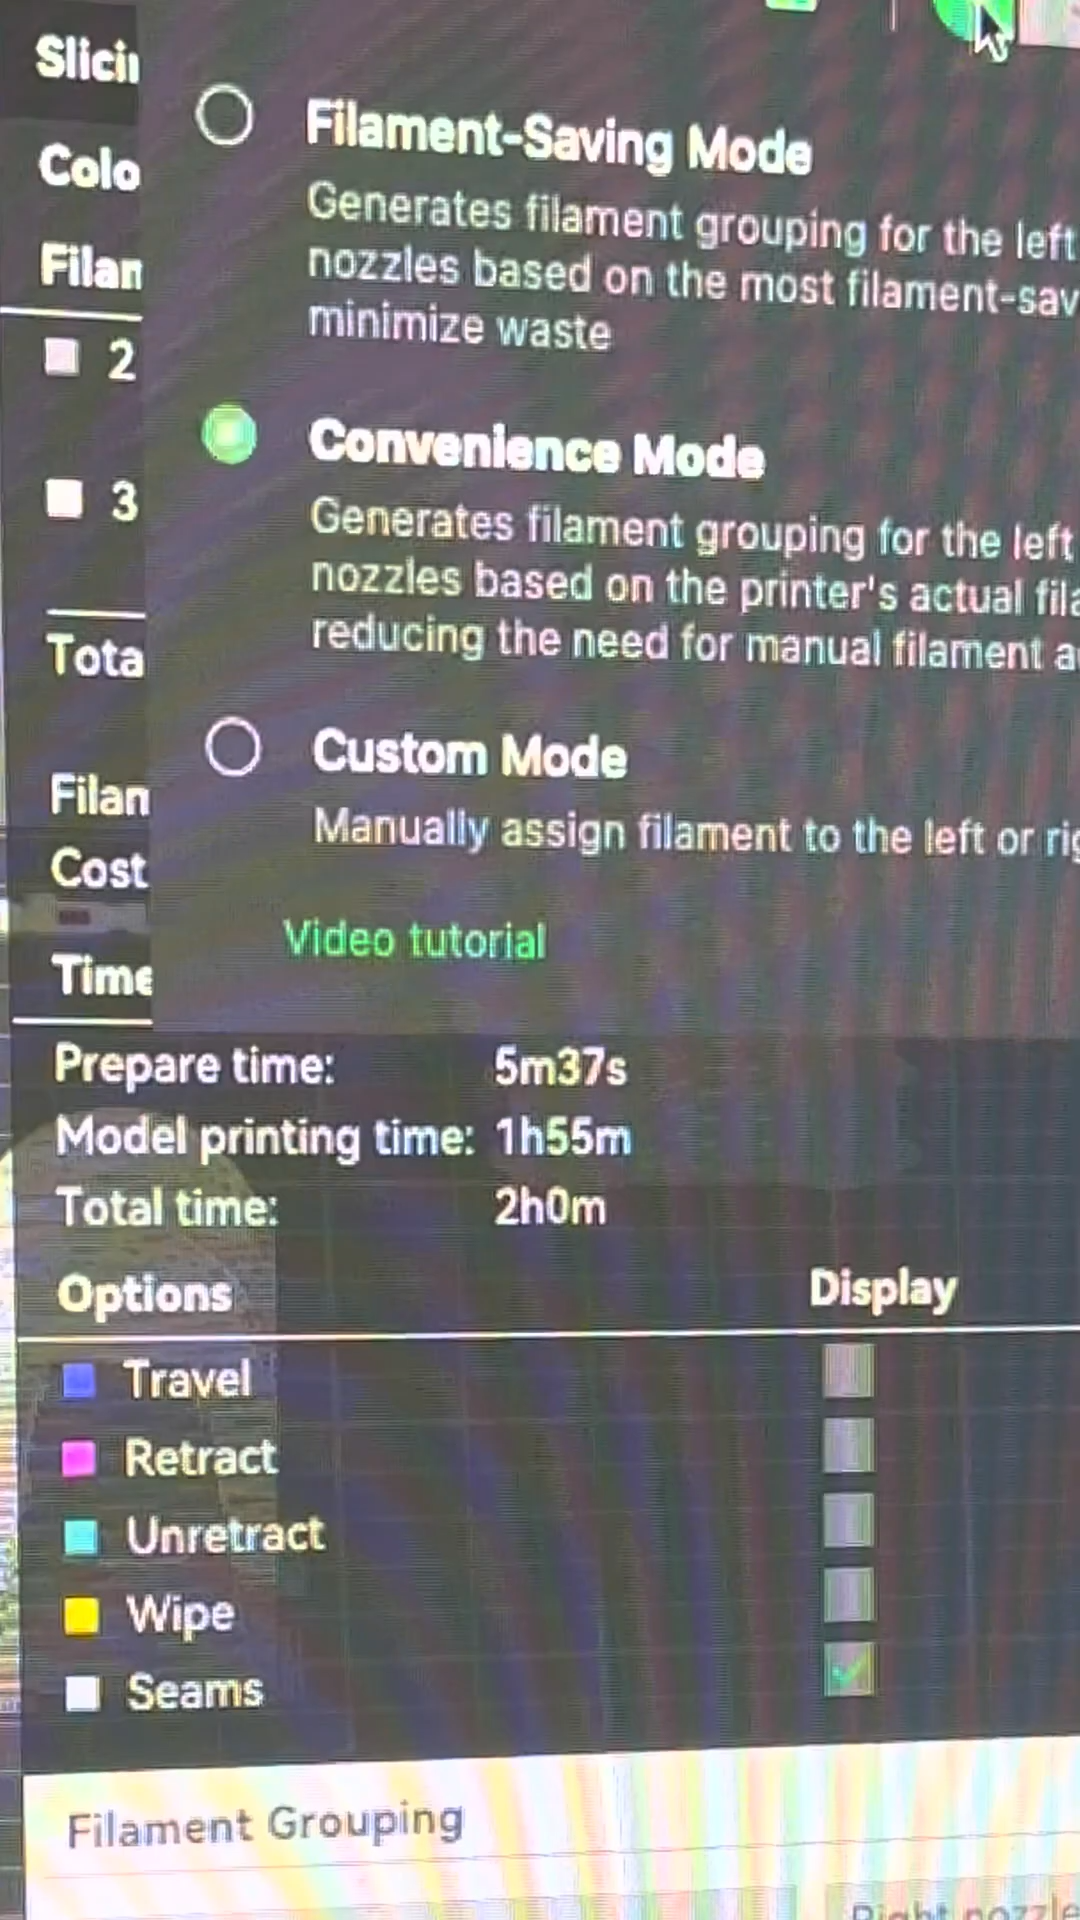 Slici
Filament-Saving Mode
Colo
Generates filament grouping for the left
Filan
nozzles based on the most filament-sav
minimize waste
2
Convenience Mode
3
Generates filament grouping for the left
nozzles based on the printer's actual fila
reducing the need for manual filament a
Tota
Custom Mode
Filan
Manually assign filament to the left or rig
Cost
Video tutorial
Time
Prepare time: 5m37s
Model printing time: 1h55m
Total time: 2h0m
Options Display
Travel
Retract
Unretract
Wipe
Seams
Filament Grouping
Right nozzle